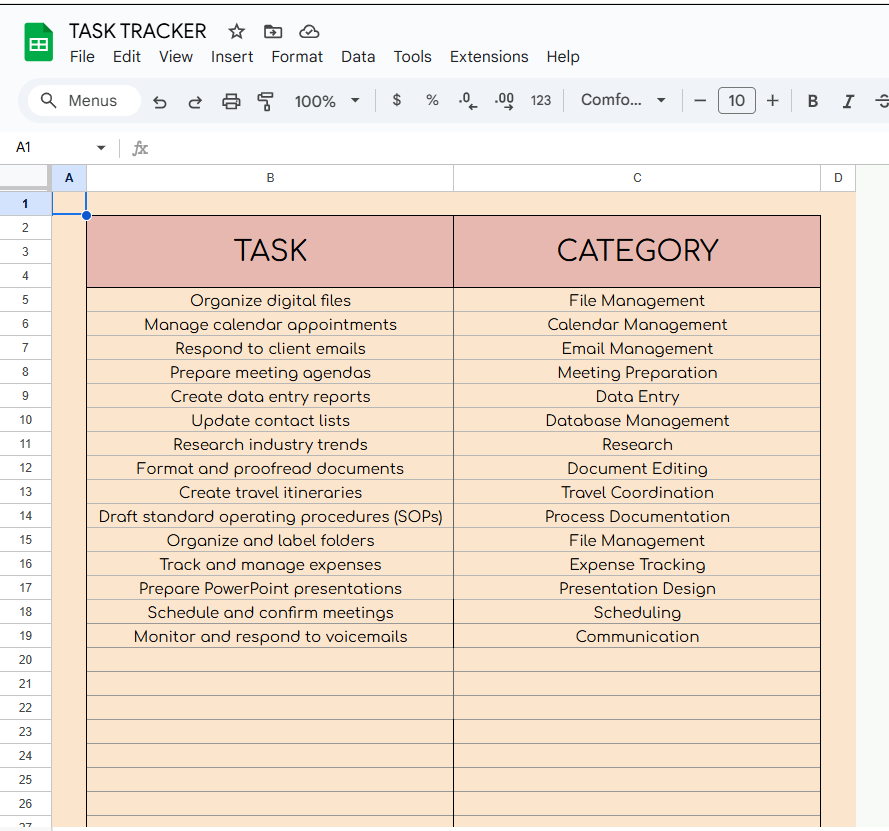 TASK TRACKER
File Edit View Insert Format Data Tools Extensions Help
Menus 100% $ % .0 .00 123 Comfo... 10 B I S
A1 fx
A B C D
1
2
3 TASK CATEGORY
4
5 Organize digital files File Management
6 Manage calendar appointments Calendar Management
7 Respond to client emails Email Management
8 Prepare meeting agendas Meeting Preparation
9 Create data entry reports Data Entry
10 Update contact lists Database Management
11 Research industry trends Research
12 Format and proofread documents Document Editing
13 Create travel itineraries Travel Coordination
14 Draft standard operating procedures (SOPs) Process Documentation
15 Organize and label folders File Management
16 Track and manage expenses Expense Tracking
17 Prepare PowerPoint presentations Presentation Design
18 Schedule and confirm meetings Scheduling
19 Monitor and respond to voicemails Communication
20
21
22
23
24
25
26
27